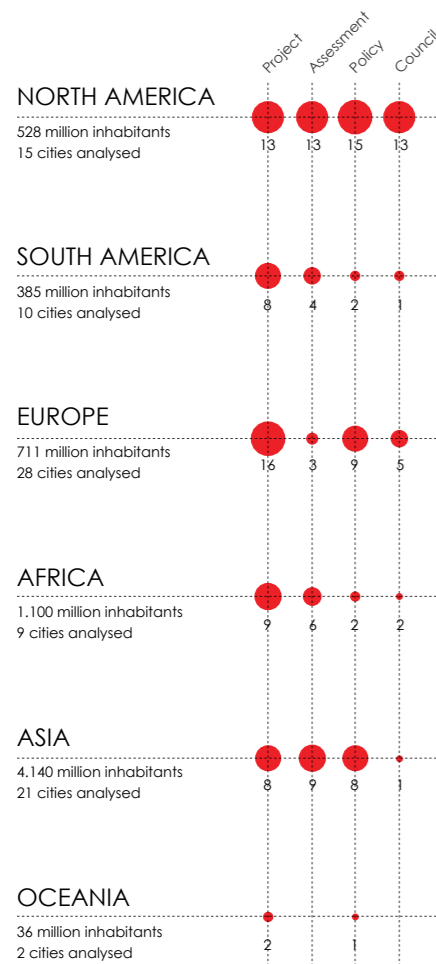 Project Assessment Policy Council
NORTH AMERICA
528 million inhabitants
15 cities analysed
13 13 15 13
SOUTH AMERICA
385 million inhabitants
10 cities analysed
8 4 2 1
EUROPE
711 million inhabitants
28 cities analysed
16 3 9 5
AFRICA
1.100 million inhabitants
9 cities analysed
9 6 2 2
ASIA
4.140 million inhabitants
21 cities analysed
8 9 8 1
OCEANIA
36 million inhabitants
2 cities analysed
2 1